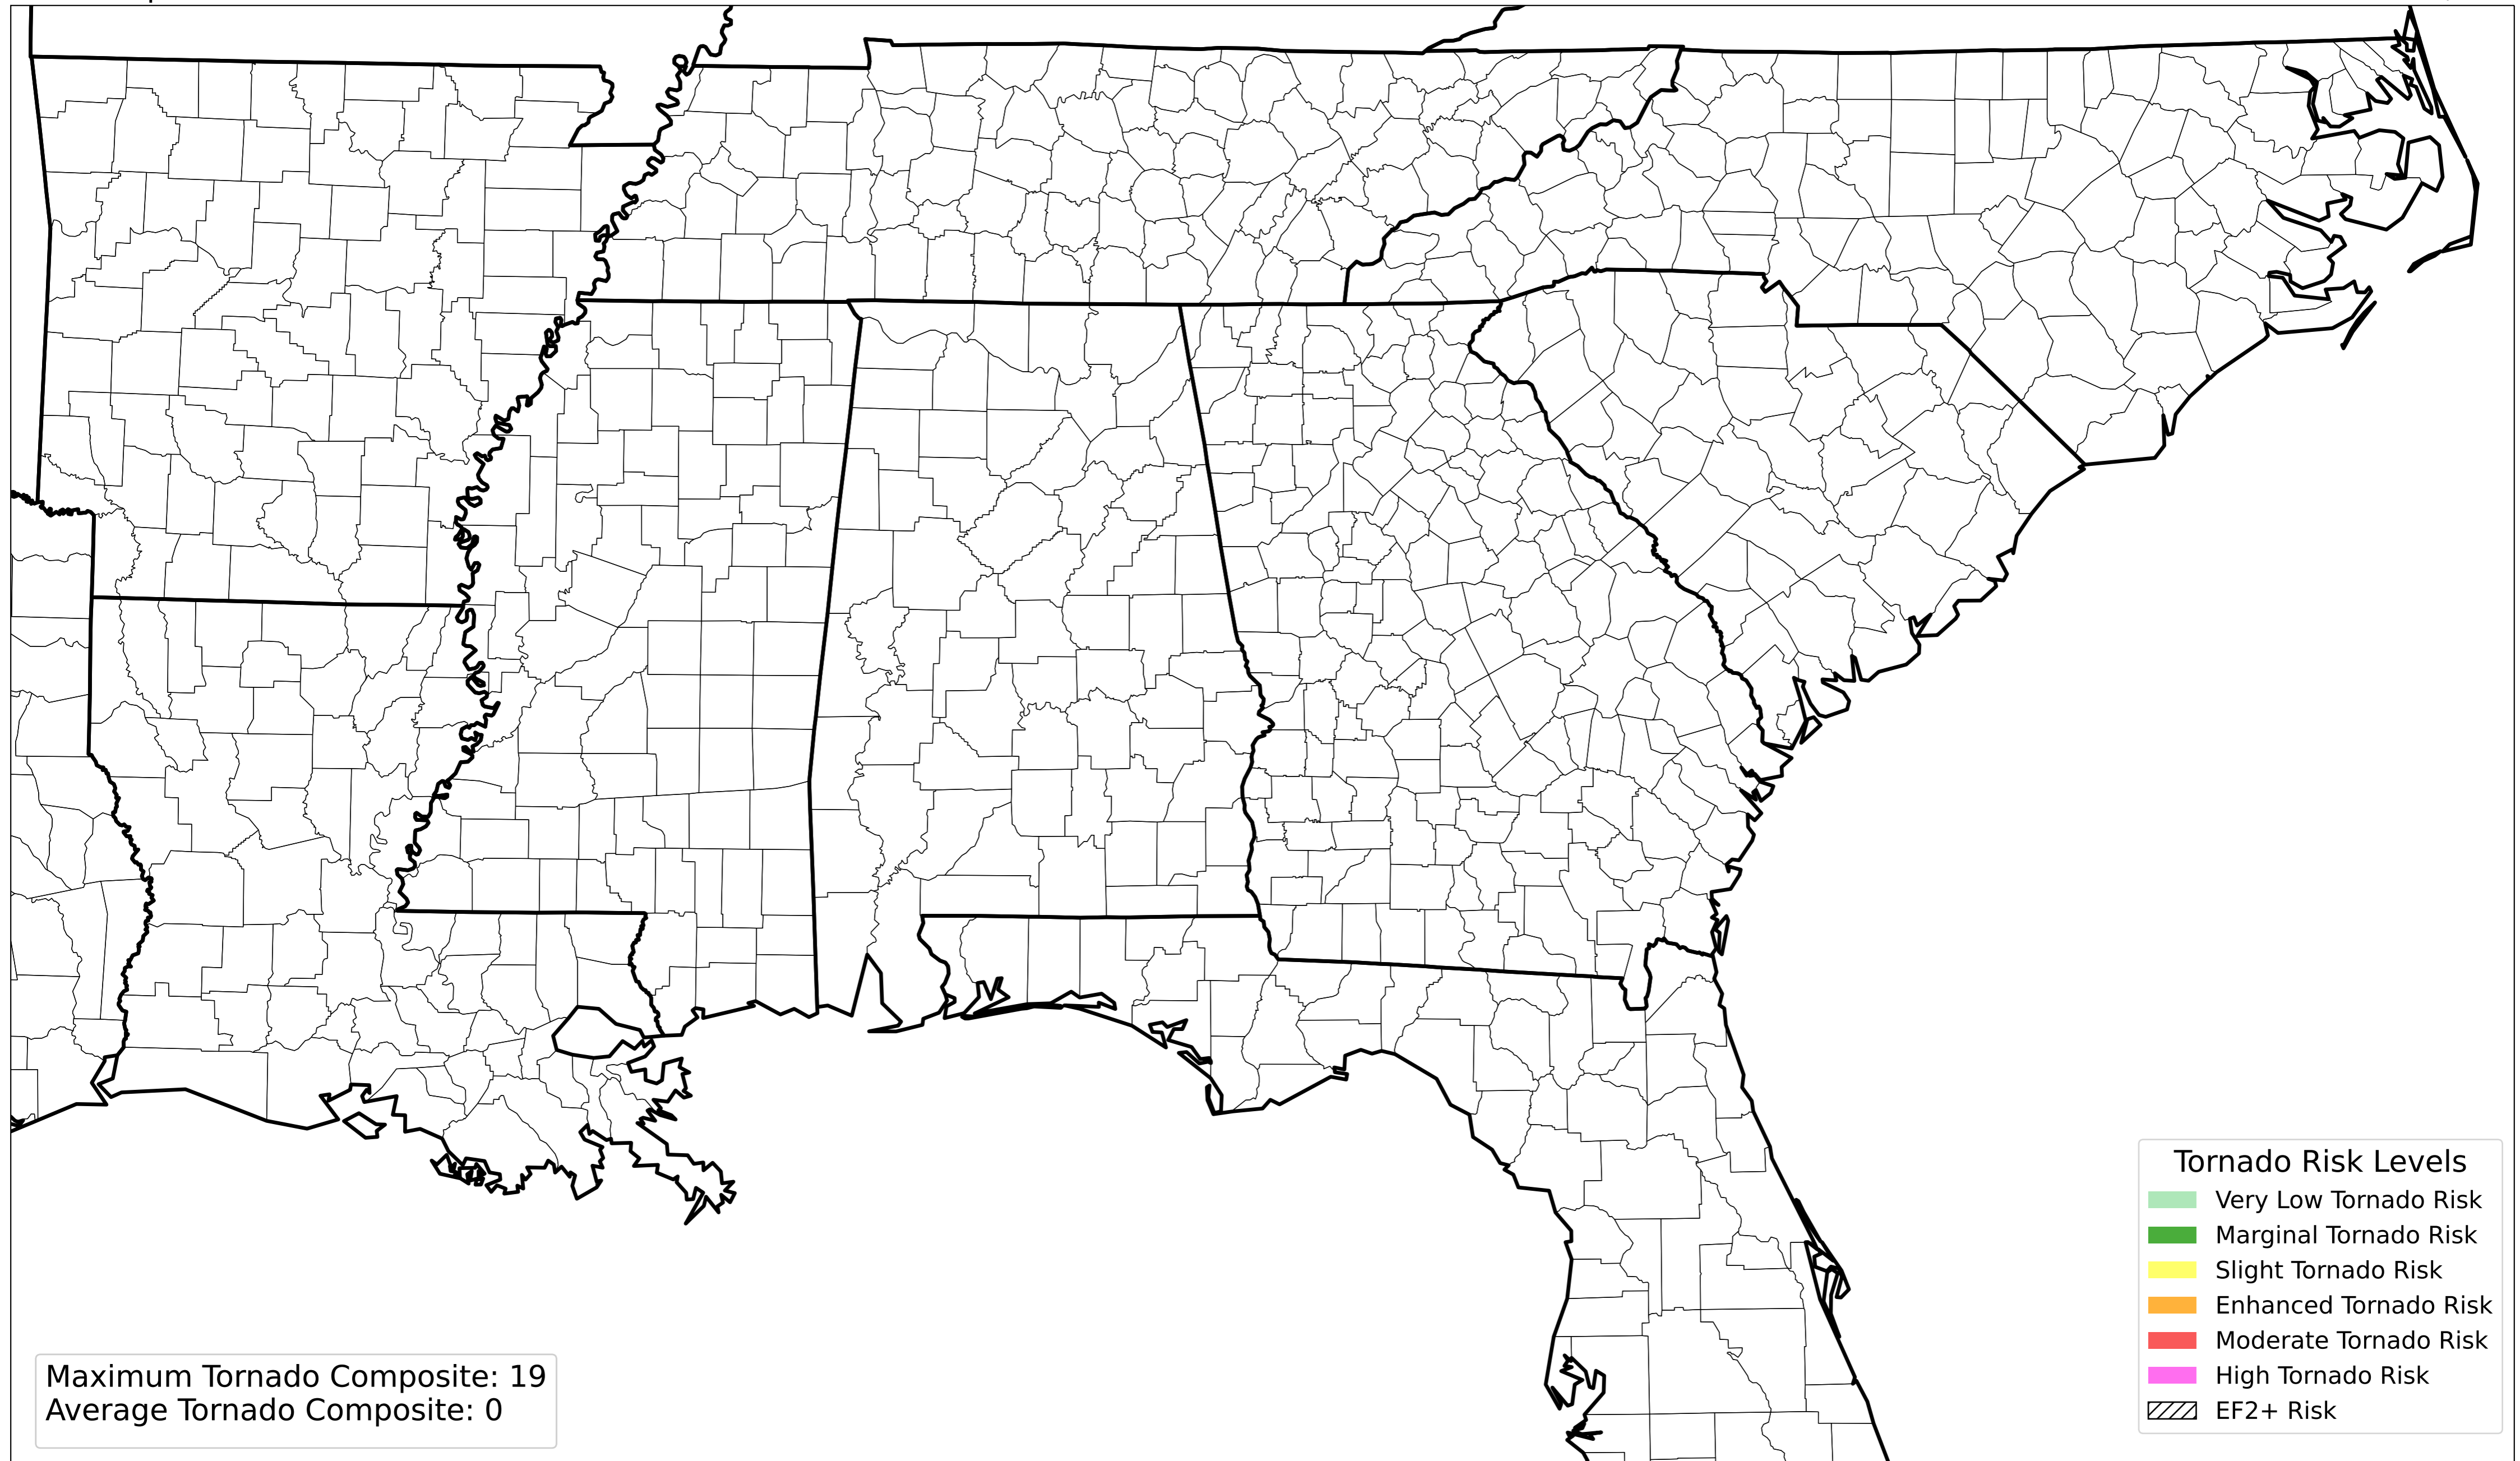 Tornado Risk Levels
Very Low Tornado Risk
Marginal Tornado Risk
Slight Tornado Risk
Enhanced Tornado Risk
Moderate Tornado Risk
High Tornado Risk
EF2+ Risk
Maximum Tornado Composite: 19
Average Tornado Composite: 0